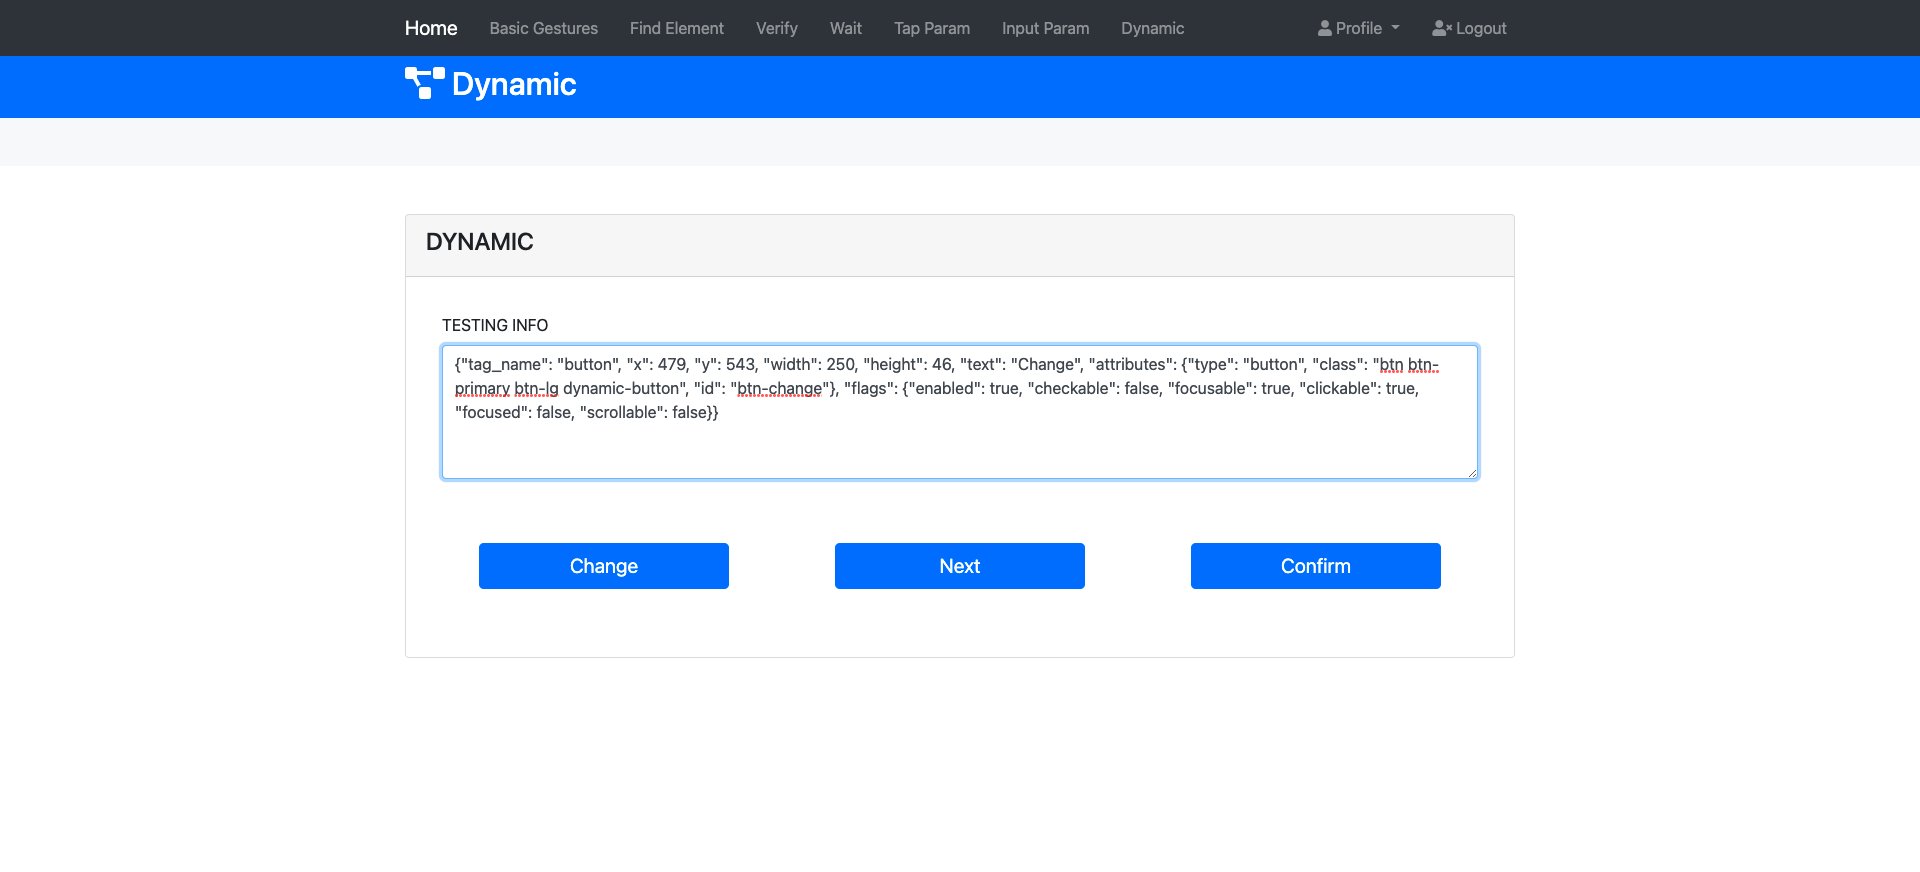 Home Basic Gestures Find Element Verify Wait Tap Param Input Param Dynamic Profile Logout
Dynamic
DYNAMIC
TESTING INFO
{"tag_name": "button", "x": 479, "y": 543, "width": 250, "height": 46, "text": "Change", "attributes": {"type": "button", "class": "btn btn-
primary btn-lg dynamic-button", "id": "btn-change"}, "flags": {"enabled": true, "checkable": false, "focusable": true, "clickable": true,
"focused": false, "scrollable": false}}
Change Next Confirm